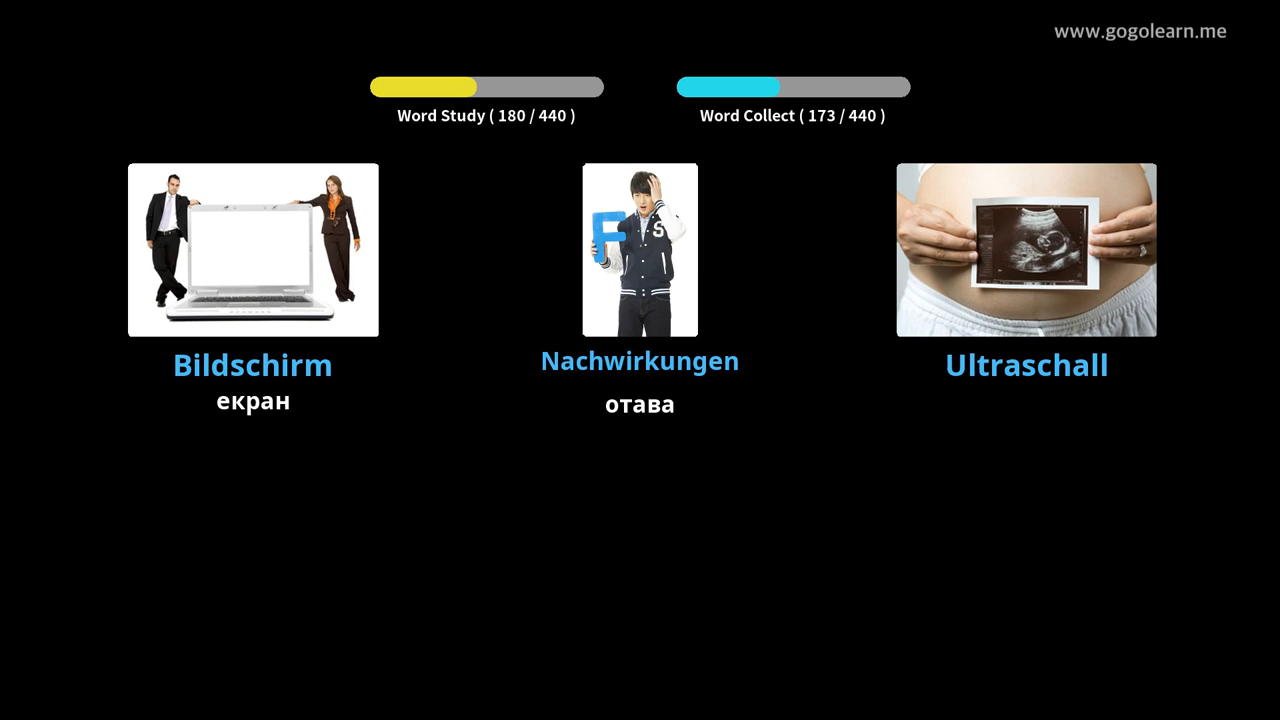 www.gogolearn.me
Word Study ( 180 / 440 )
Word Collect ( 173 / 440 )
F
S
Bildschirm
екран
Nachwirkungen
отава
Ultraschall